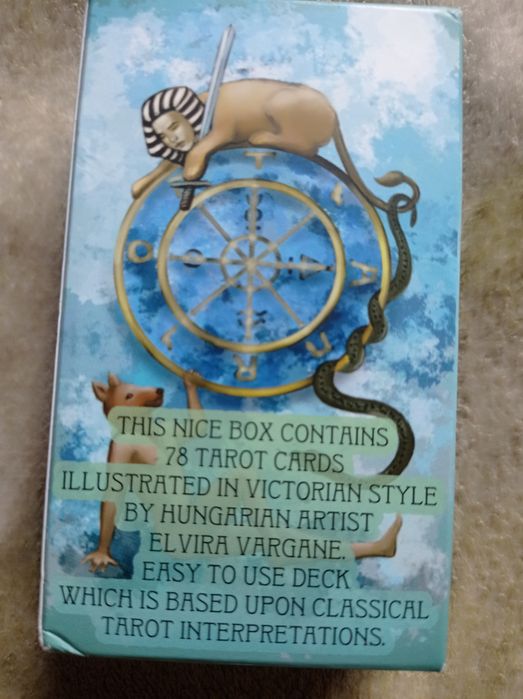 T
I
A
U
R
J
O
THIS NICE BOX CONTAINS
78 TAROT CARDS
ILLUSTRATED IN VICTORIAN STYLE
BY HUNGARIAN ARTIST
ELVIRA VARGANE.
EASY TO USE DECK
WHICH IS BASED UPON CLASSICAL
TAROT INTERPRETATIONS.